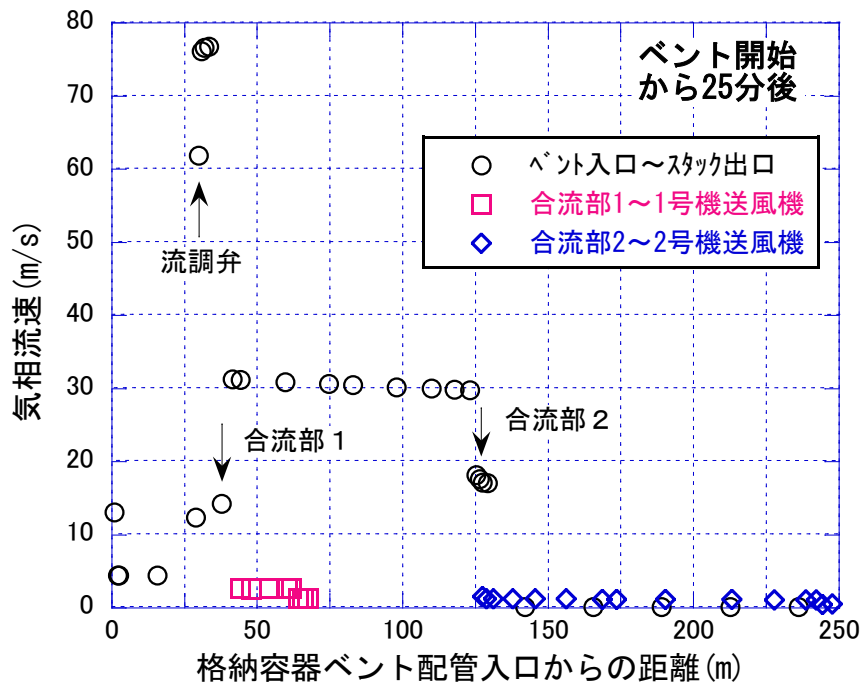 ベント開始
から25分後
ﾍﾞﾝﾄ入口～ｽﾀｯｸ出口
合流部1～1号機送風機
合流部2～2号機送風機
流調弁
合流部１
合流部２
気相流速(m/s)
80
70
60
50
40
30
20
10
0
0 50 100 150 200 250
格納容器ベント配管入口からの距離(m)